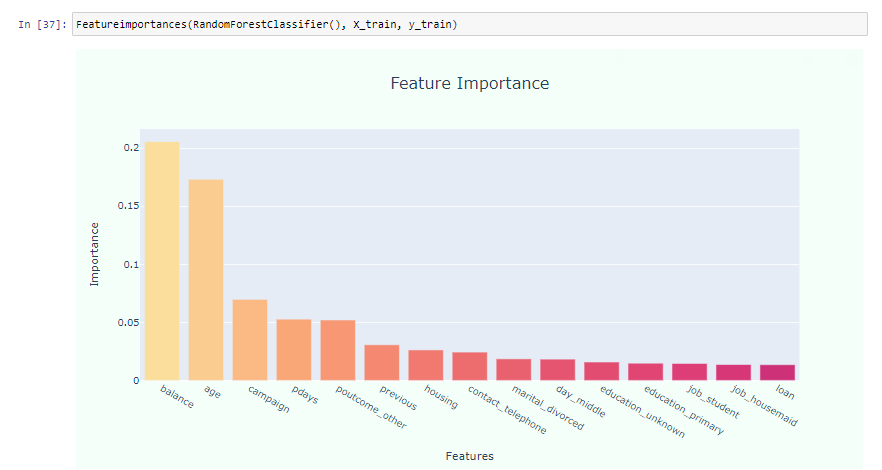 In [37]: Featureimportances(RandomForestClassifier(), X_train, y_train)
Feature Importance
0.2
0.15
0.1
0.05
0
Importance
balance
age
campaign
pdays
poutcome_other
previous
housing
contact_telephone
marital_divorced
day_middle
education_unknown
education_primary
job_student
job_housemaid
loan
Features